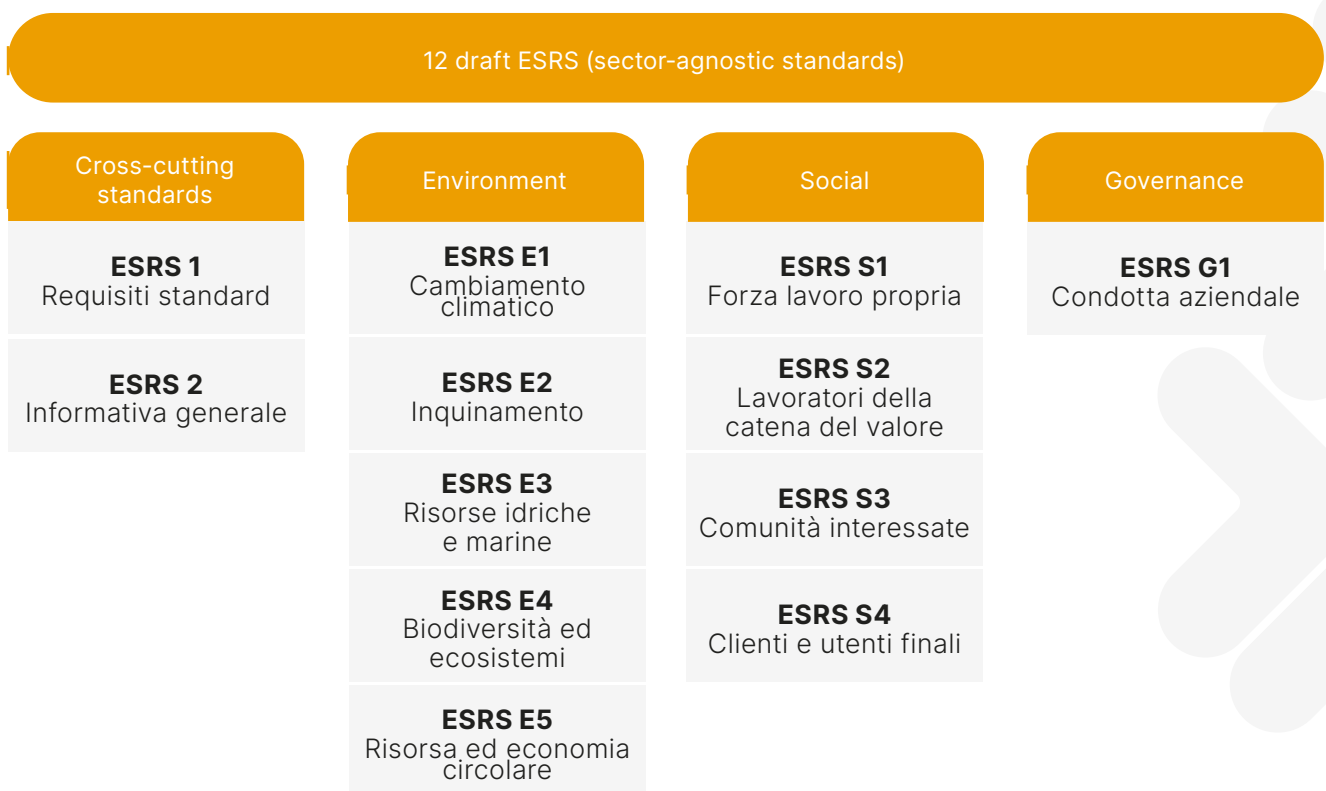 12 draft ESRS (sector-agnostic standards)
Cross-cutting
standards
ESRS 1
Requisiti standard
ESRS 2
Informativa generale
Environment
ESRS E1
Cambiamento
climatico
ESRS E2
Inquinamento
ESRS E3
Risorse idriche
e marine
ESRS E4
Biodiversità ed
ecosistemi
ESRS E5
Risorsa ed economia
circolare
Social
ESRS S1
Forza lavoro propria
ESRS S2
Lavoratori della
catena del valore
ESRS S3
Comunità interessate
ESRS S4
Clienti e utenti finali
Governance
ESRS G1
Condotta aziendale